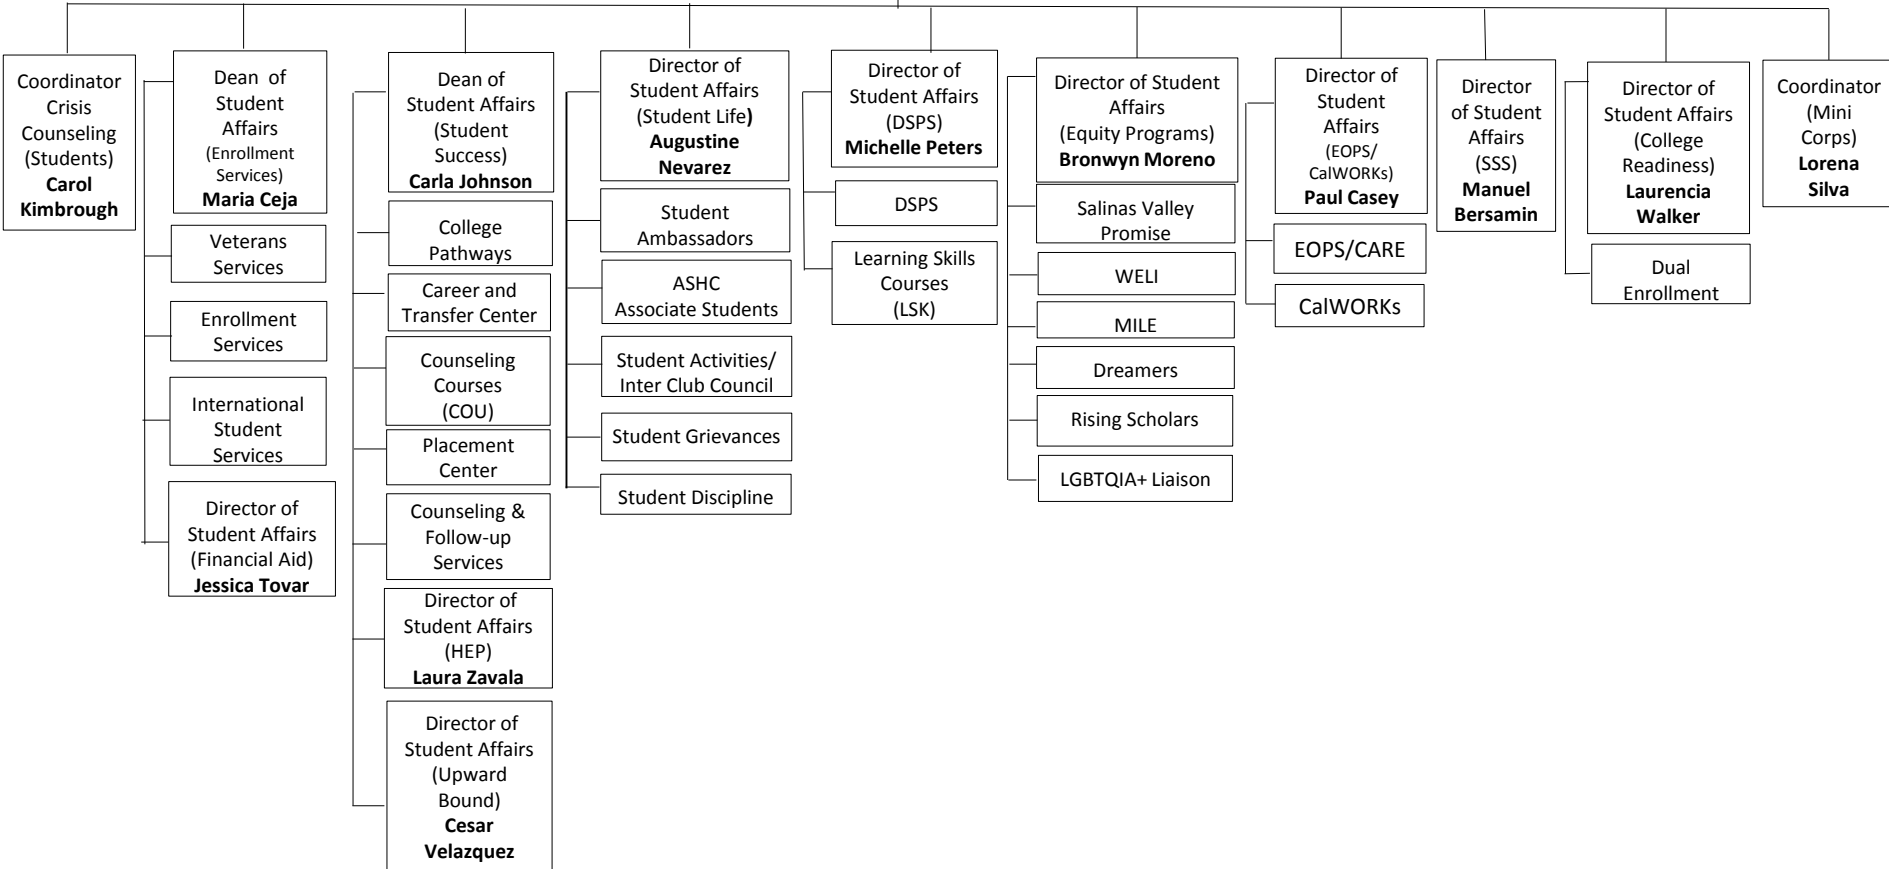 Coordinator
Crisis
Counseling
(Students)
Carol
Kimbrough
Dean of
Student
Affairs
(Enrollment
Services)
Maria Ceja
Veterans
Services
Enrollment
Services
International
Student
Services
Director of
Student Affairs
(Financial Aid)
Jessica Tovar
Dean of
Student Affairs
(Student
Success)
Carla Johnson
College
Pathways
Career and
Transfer Center
Counseling
Courses
(COU)
Placement
Center
Counseling &
Follow-up
Services
Director of
Student Affairs
(HEP)
Laura Zavala
Director of
Student Affairs
(Upward
Bound)
Cesar
Velazquez
Director of
Student Affairs
(Student Life)
Augustine
Nevarez
Student
Ambassadors
ASHC
Associate Students
Student Activities/
Inter Club Council
Student Grievances
Student Discipline
Director of
Student Affairs
(DSPS)
Michelle Peters
DSPS
Learning Skills
Courses
(LSK)
Director of Student
Affairs
(Equity Programs)
Bronwyn Moreno
Salinas Valley
Promise
WELI
MILE
Dreamers
Rising Scholars
LGBTQIA+ Liaison
Director of
Student
Affairs
(EOPS/
CalWORKs)
Paul Casey
EOPS/CARE
CalWORKs
Director
of Student
Affairs
(SSS)
Manuel
Bersamin
Director of
Student Affairs
(College
Readiness)
Laurencia
Walker
Dual
Enrollment
Coordinator
(Mini
Corps)
Lorena
Silva